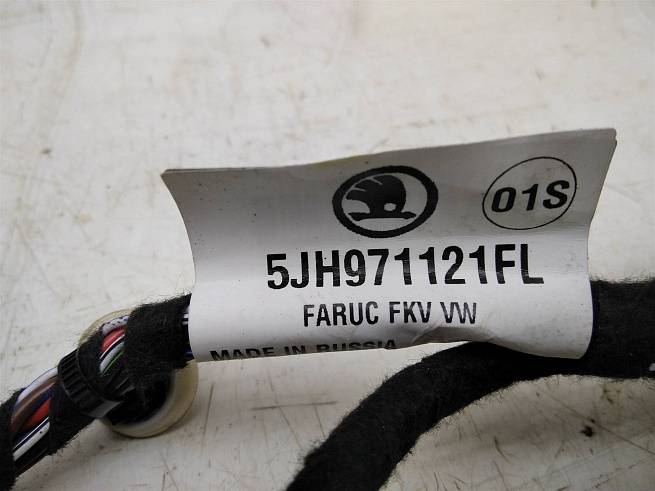 01S
5JH971121FL
FARUC FKV VW
MADE IN RUSSIA